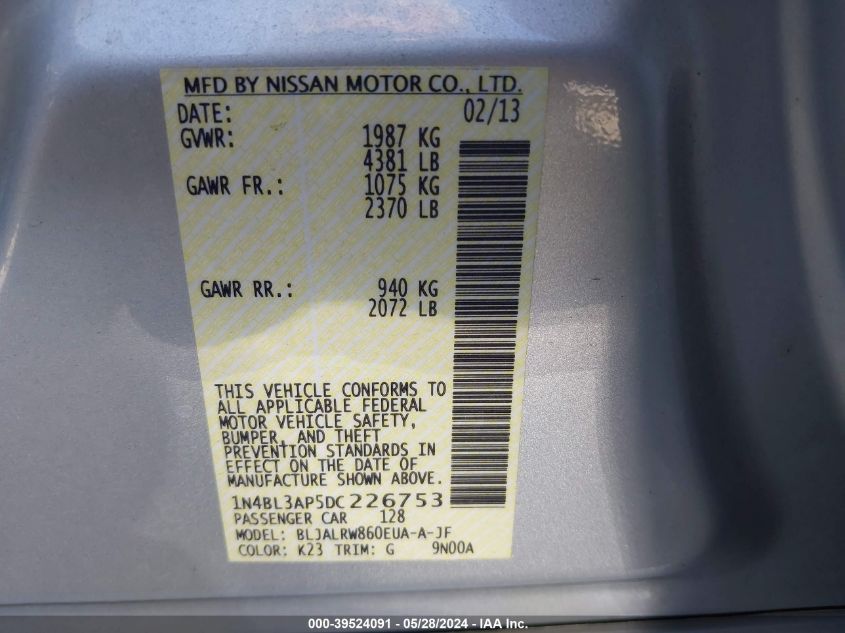 MFD BY NISSAN MOTOR CO., LTD.
DATE: 02/13
GVWR: 1987 KG
4381 LB
GAWR FR.: 1075 KG
2370 LB
GAWR RR.: 940 KG
2072 LB
THIS VEHICLE CONFORMS TO
ALL APPLICABLE FEDERAL
MOTOR VEHICLE SAFETY,
BUMPER, AND THEFT
PREVENTION STANDARDS IN
EFFECT ON THE DATE OF
MANUFACTURE SHOWN ABOVE.
1N4BL3AP5DC226753
PASSENGER CAR 128
MODEL: BLJALRW860EUA-A-JF
COLOR: K23 TRIM: G 9N00A
000-39524091 - 05/28/2024 - IAA Inc.